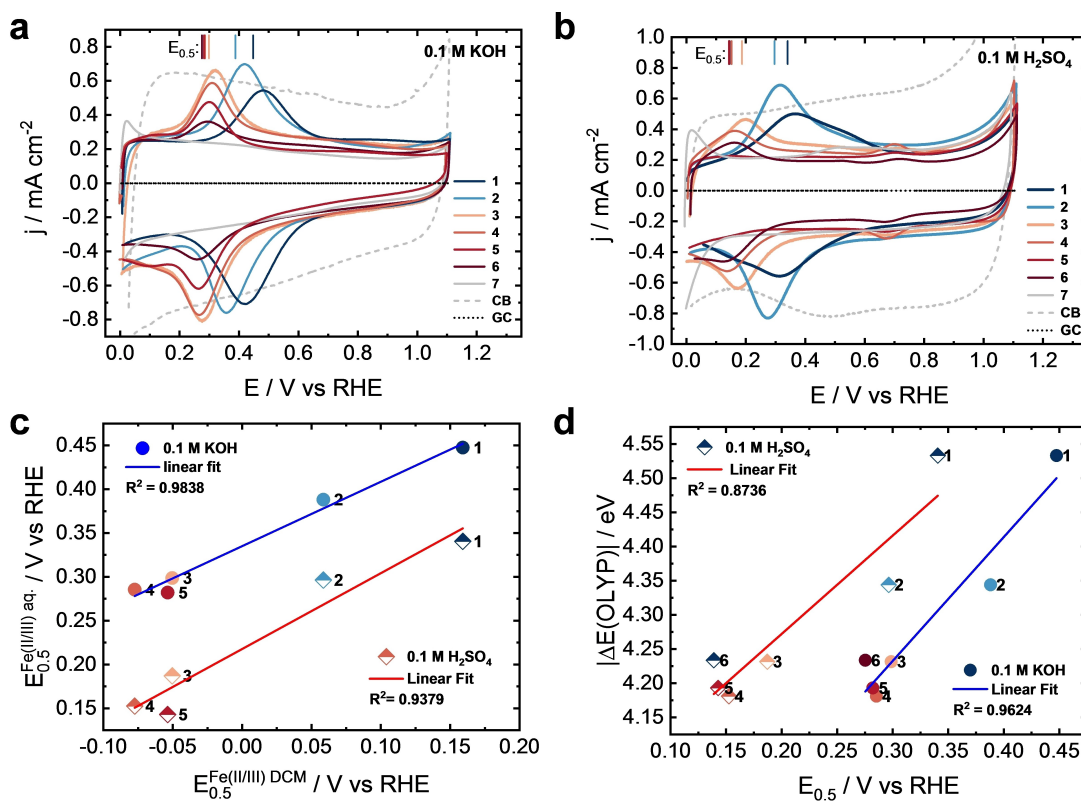 a
E0.5:
0.1 M KOH
j / mA cm-2
0.8
0.6
0.4
0.2
0.0
-0.2
-0.4
-0.6
-0.8
1
2
3
4
5
6
7
CB
GC
0.0 0.2 0.4 0.6 0.8 1.0 1.2
E / V vs RHE
b
E0.5:
0.1 M H2SO4
j / mA cm-2
1.0
0.8
0.6
0.4
0.2
0.0
-0.2
-0.4
-0.6
-0.8
-1.0
1
2
3
4
5
6
7
CB
GC
0.0 0.2 0.4 0.6 0.8 1.0 1.2
E / V vs RHE
c
E0.5Fe(II/III) aq. / V vs RHE
0.45
0.40
0.35
0.30
0.25
0.20
0.15
0.1 M KOH
linear fit
R2 = 0.9838
1
2
3
4
5
1
2
3
4
5
0.1 M H2SO4
Linear Fit
R2= 0.9379
-0.10 -0.05 0.00 0.05 0.10 0.15 0.20
E0.5Fe(II/III) DCM / V vs RHE
d
|ΔE(OLYP)| / eV
4.55
4.50
4.45
4.40
4.35
4.30
4.25
4.20
4.15
0.1 M H2SO4
Linear Fit
R2 = 0.8736
1
1
2
2
6
3
6
3
5
4
5
4
0.1 M KOH
Linear Fit
R2 = 0.9624
0.10 0.15 0.20 0.25 0.30 0.35 0.40 0.45
E0.5 / V vs RHE